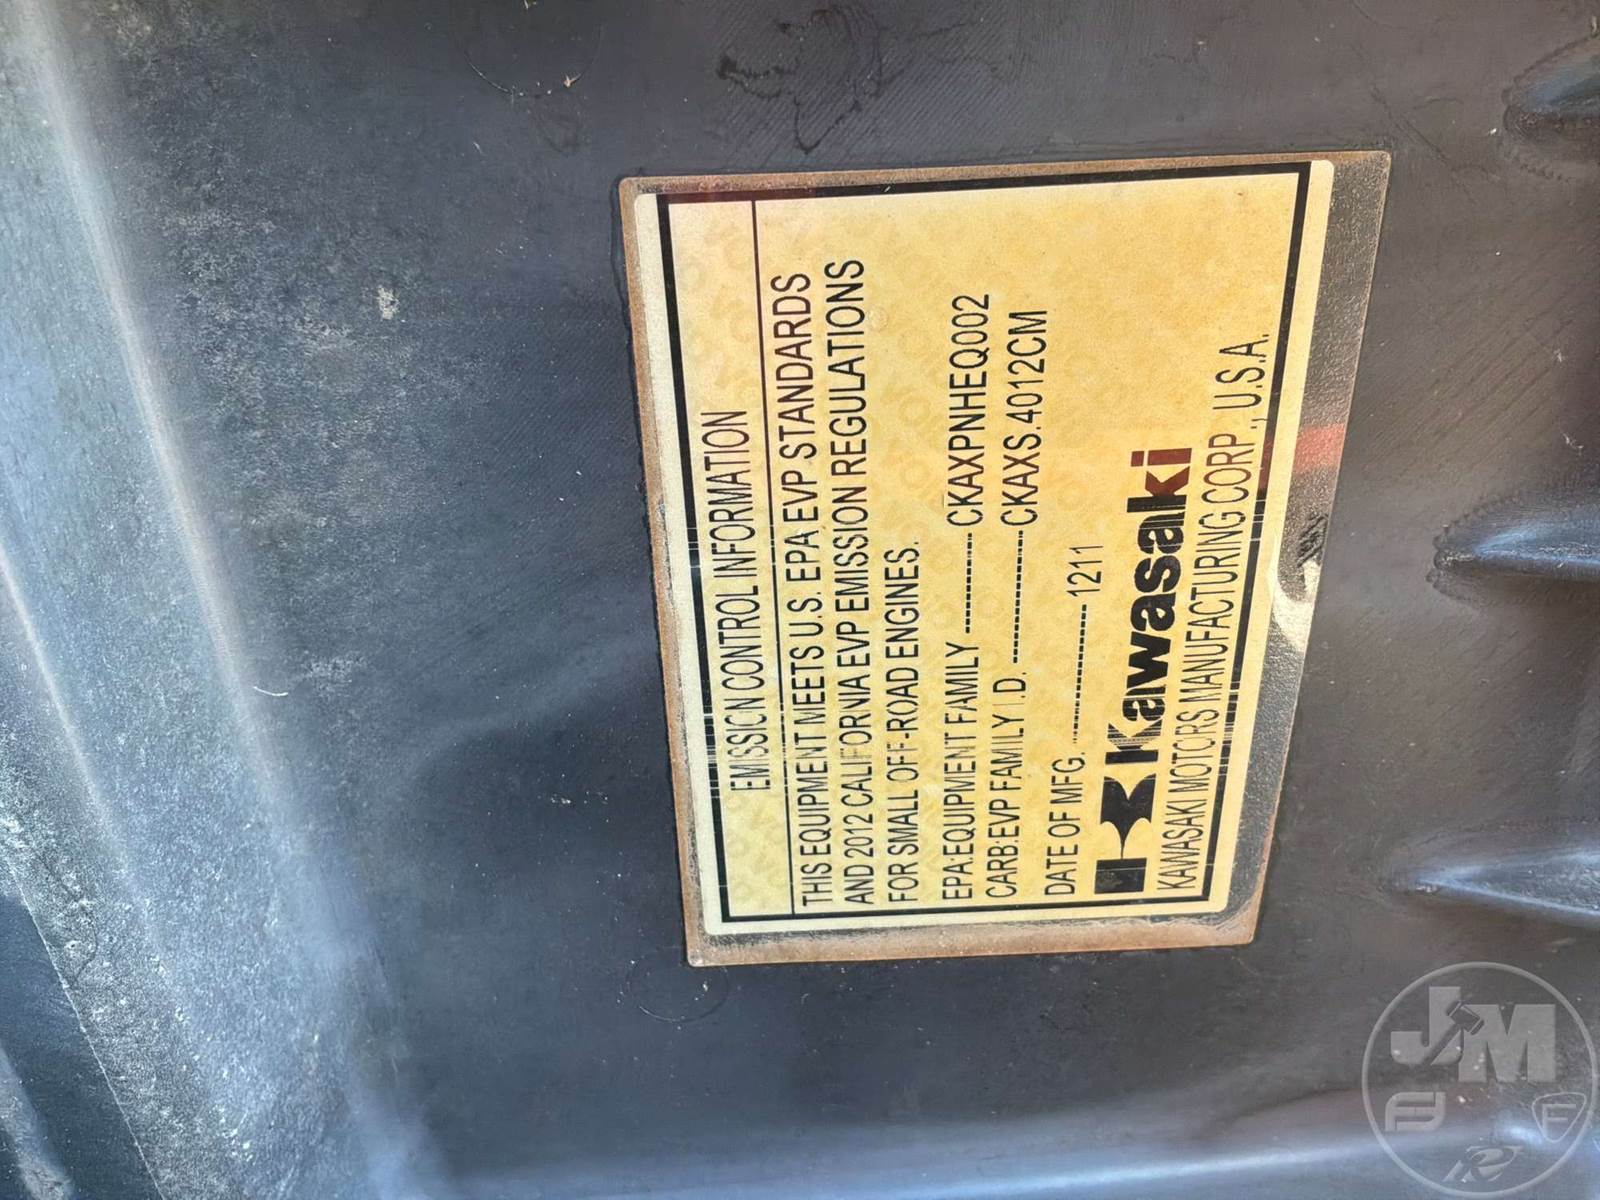 EMISSION CONTROL INFORMATION
THIS EQUIPMENT MEETS U.S. EPA EVP STANDARDS
AND 2012 CALIFORNIA EVP EMISSION REGULATIONS
FOR SMALL OFF-ROAD ENGINES.
EPA:EQUIPMENT FAMILY ----------- CKAXPNHEQ002
CARB:EVP FAMILY I.D. --------------- CKAXS.4012CM
DATE OF MFG. --------------- 1211
Kawasaki
KAWASAKI MOTORS MANUFACTURING CORP., U.S.A.
JM